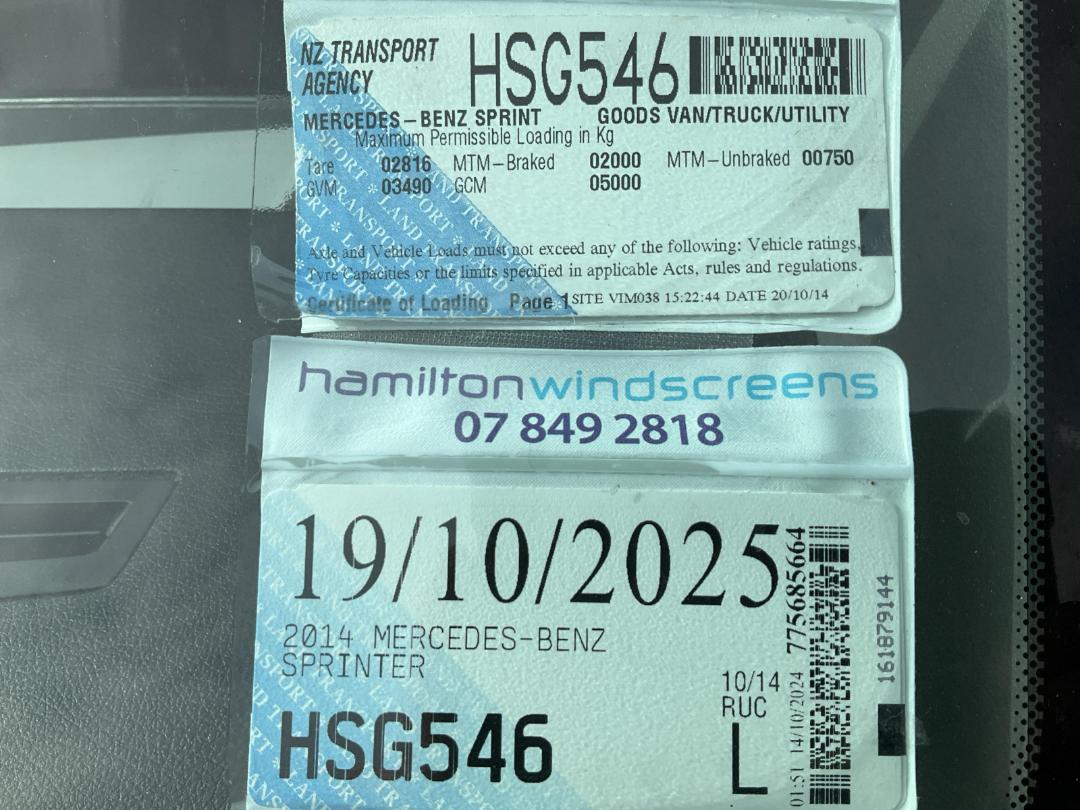 NZ TRANSPORT
AGENCY
HSG546
MERCEDES-BENZ SPRINT GOODS VAN/TRUCK/UTILITY
Maximum Permissible Loading in Kg
Tare 02816 MTM-Braked 02000 MTM-Unbraked 00750
GVM 03490 GCM 05000
Axle and Vehicle Loads must not exceed any of the following: Vehicle ratings,
Tyre Capacities or the limits specified in applicable Acts, rules and regulations.
Certificate of Loading Page 1 SITE VIM038 15:22:44 DATE 20/10/14
hamiltonwindscreens
07 849 2818
19/10/2025
2014 MERCEDES-BENZ
SPRINTER
HSG546
10/14
RUC
L
01:51 14/10/2024 775685664
161879144